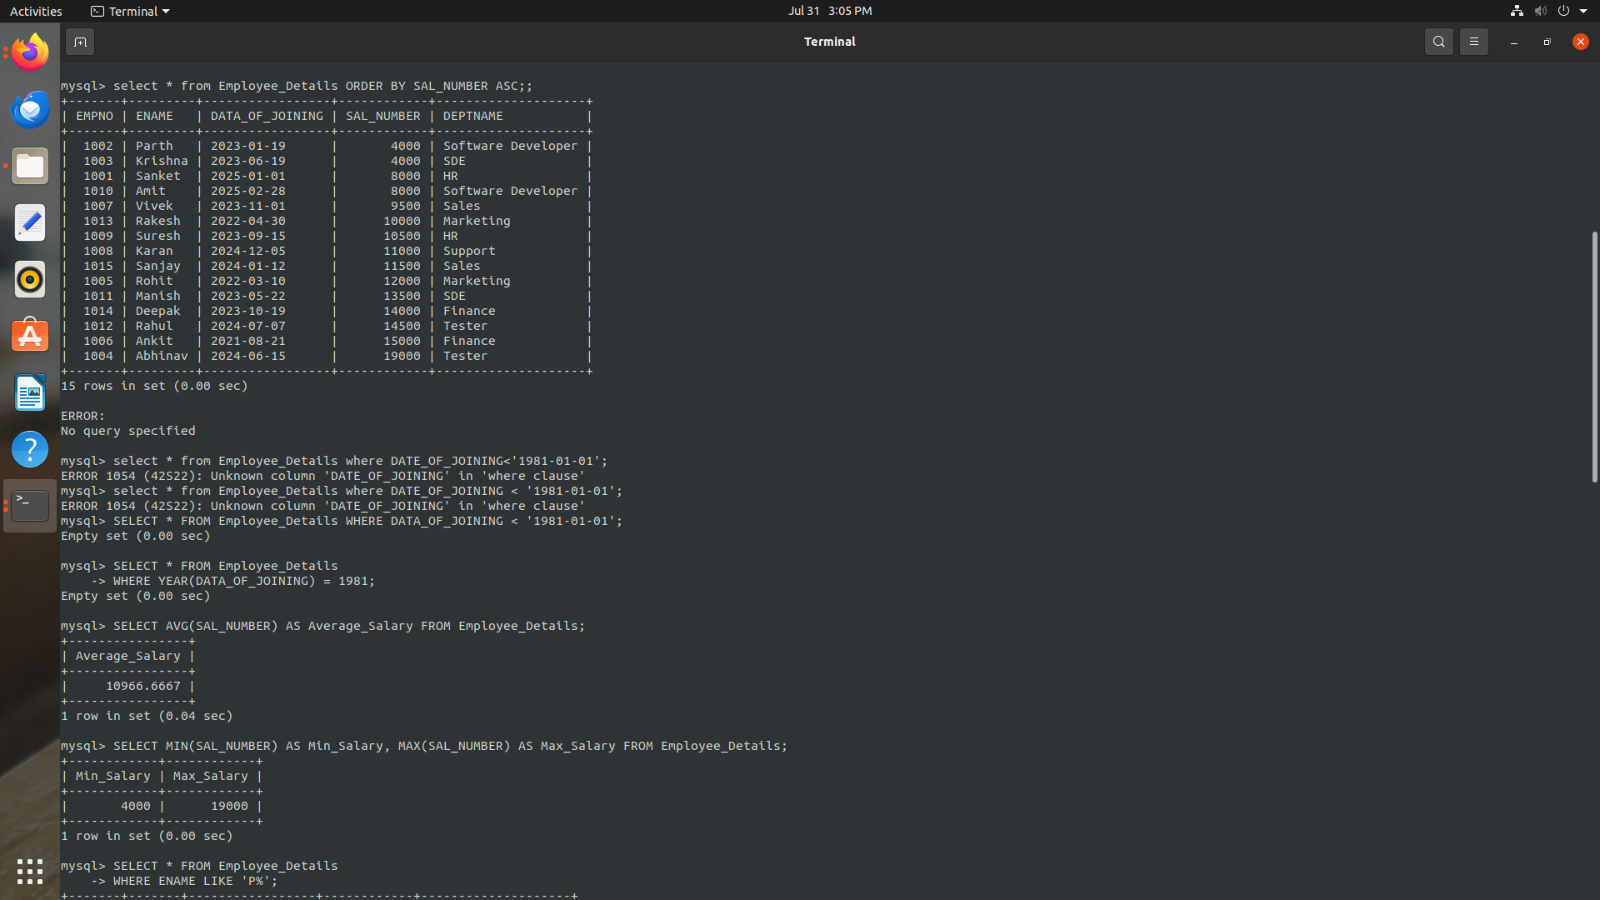 Activities
Terminal
Jul 31 3:05 PM
Terminal
mysql> select * from Employee_Details ORDER BY SAL_NUMBER ASC;;
+-------+---------+-----------------+------------+--------------------+
| EMPNO | ENAME   | DATA_OF_JOINING | SAL_NUMBER | DEPTNAME           |
+-------+---------+-----------------+------------+--------------------+
|  1002 | Parth   | 2023-01-19      |       4000 | Software Developer |
|  1003 | Krishna | 2023-06-19      |       4000 | SDE                |
|  1001 | Sanket  | 2025-01-01      |       8000 | HR                 |
|  1010 | Amit    | 2025-02-28      |       8000 | Software Developer |
|  1007 | Vivek   | 2023-11-01      |       9500 | Sales              |
|  1013 | Rakesh  | 2022-04-30      |      10000 | Marketing          |
|  1009 | Suresh  | 2023-09-15      |      10500 | HR                 |
|  1008 | Karan   | 2024-12-05      |      11000 | Support            |
|  1015 | Sanjay  | 2024-01-12      |      11500 | Sales              |
|  1005 | Rohit   | 2022-03-10      |      12000 | Marketing          |
|  1011 | Manish  | 2023-05-22      |      13500 | SDE                |
|  1014 | Deepak  | 2023-10-19      |      14000 | Finance            |
|  1012 | Rahul   | 2024-07-07      |      14500 | Tester             |
|  1006 | Ankit   | 2021-08-21      |      15000 | Finance            |
|  1004 | Abhinav | 2024-06-15      |      19000 | Tester             |
+-------+---------+-----------------+------------+--------------------+
15 rows in set (0.00 sec)
ERROR:
No query specified
mysql> select * from Employee_Details where DATE_OF_JOINING<'1981-01-01';
ERROR 1054 (42S22): Unknown column 'DATE_OF_JOINING' in 'where clause'
mysql> select * from Employee_Details where DATE_OF_JOINING < '1981-01-01';
ERROR 1054 (42S22): Unknown column 'DATE_OF_JOINING' in 'where clause'
mysql> SELECT * FROM Employee_Details WHERE DATA_OF_JOINING < '1981-01-01';
Empty set (0.00 sec)
mysql> SELECT * FROM Employee_Details
    -> WHERE YEAR(DATA_OF_JOINING) = 1981;
Empty set (0.00 sec)
mysql> SELECT AVG(SAL_NUMBER) AS Average_Salary FROM Employee_Details;
+----------------+
| Average_Salary |
+----------------+
|     10966.6667 |
+----------------+
1 row in set (0.04 sec)
mysql> SELECT MIN(SAL_NUMBER) AS Min_Salary, MAX(SAL_NUMBER) AS Max_Salary FROM Employee_Details;
+------------+------------+
| Min_Salary | Max_Salary |
+------------+------------+
|       4000 |      19000 |
+------------+------------+
1 row in set (0.00 sec)
mysql> SELECT * FROM Employee_Details
    -> WHERE ENAME LIKE 'P%';
+-------+-------+-----------------+------------+--------------------+